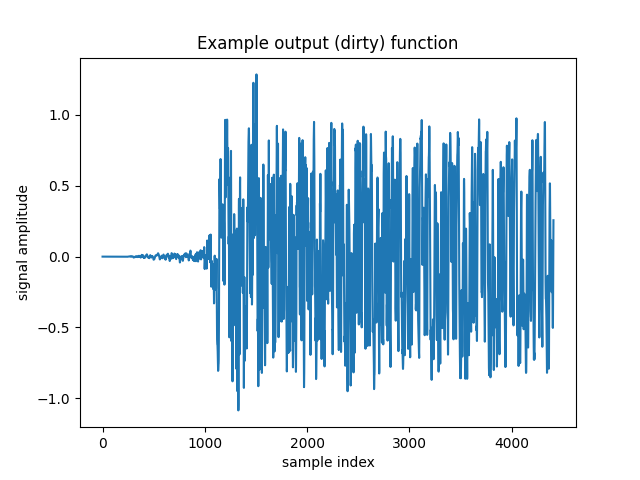 Example output (dirty) function
signal amplitude
1.0
0.5
0.0
−0.5
−1.0
0 1000 2000 3000 4000
sample index